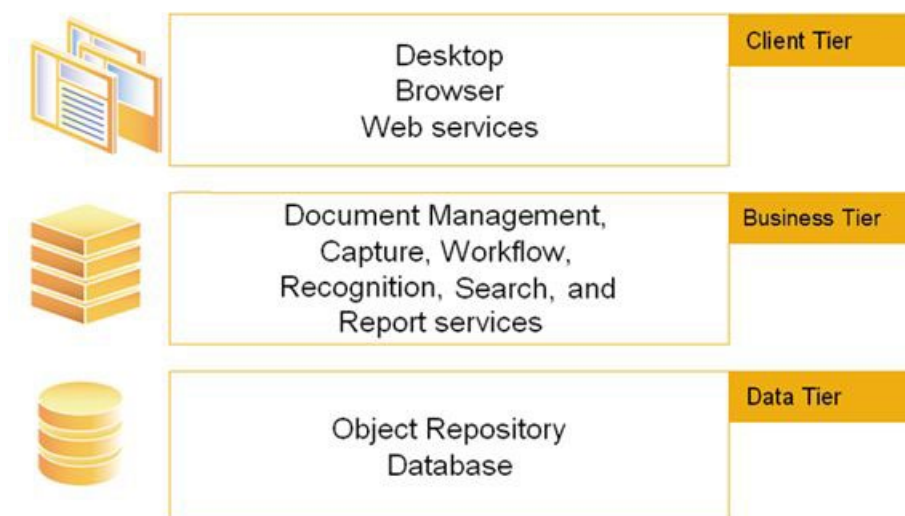 Desktop
Browser
Web services
Client Tier
Document Management,
Capture, Workflow,
Recognition, Search, and
Report services
Business Tier
Object Repository
Database
Data Tier